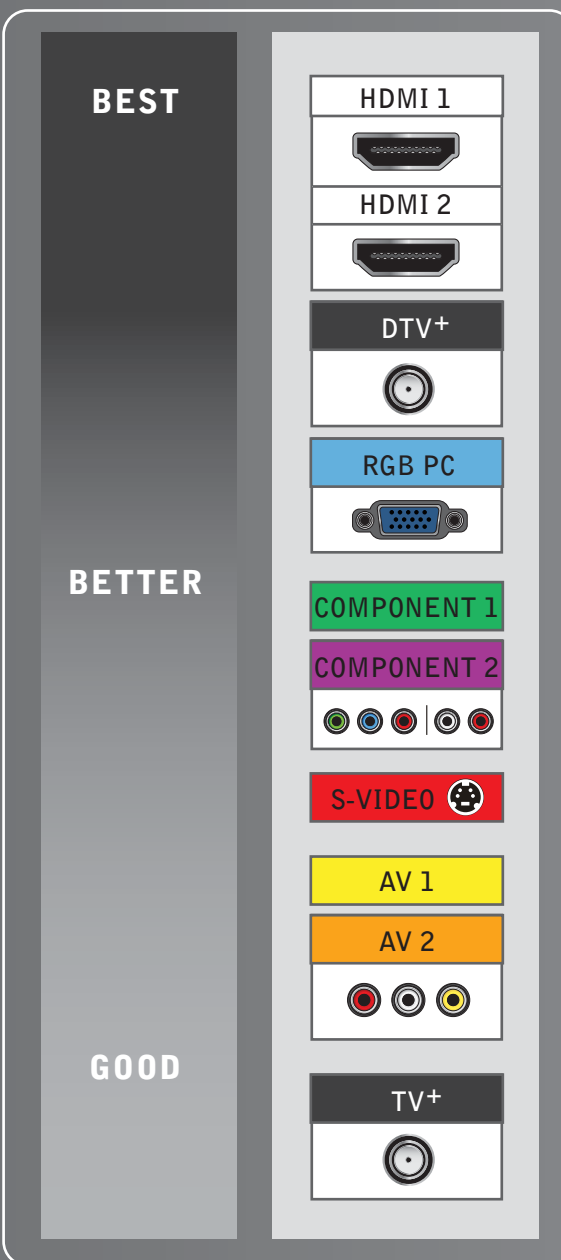 BEST
HDMI 1
HDMI 2
DTV+
RGB PC
BETTER
COMPONENT 1
COMPONENT 2
S-VIDEO
AV 1
AV 2
GOOD
TV+